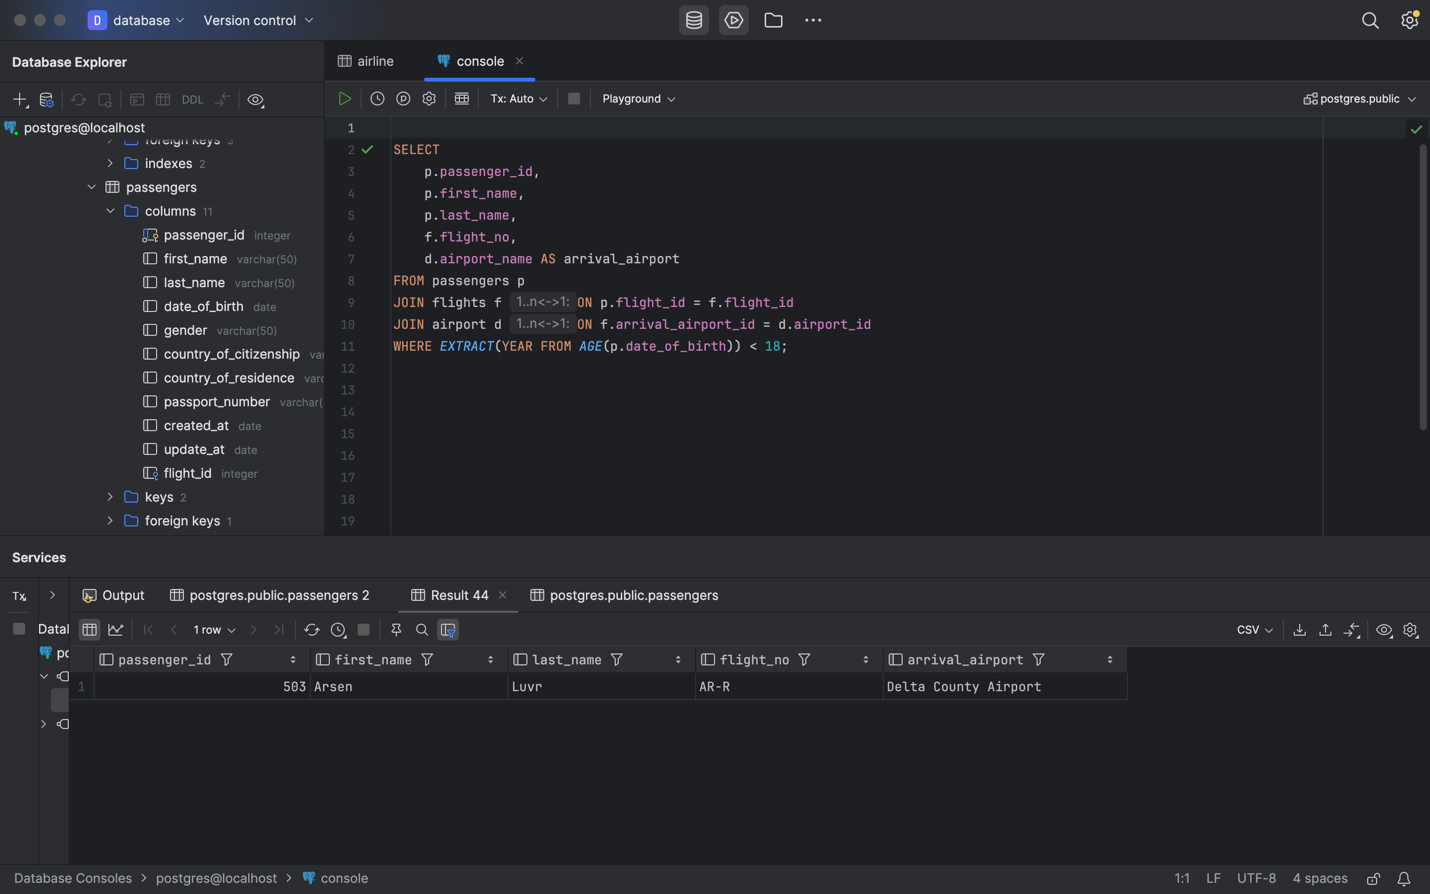 D database Version control
Database Explorer
airline
console
DDL
Tx: Auto
Playground
postgres.public
postgres@localhost
foreign keys 3
indexes 2
passengers
columns 11
passenger_id integer
first_name varchar(50)
last_name varchar(50)
date_of_birth date
gender varchar(50)
country_of_citizenship var
country_of_residence varc
passport_number varchar(
created_at date
update_at date
flight_id integer
keys 2
foreign keys 1
1
2 SELECT
3 p.passenger_id,
4 p.first_name,
5 p.last_name,
6 f.flight_no,
7 d.airport_name AS arrival_airport
8 FROM passengers p
9 JOIN flights f 1..n<->1: ON p.flight_id = f.flight_id
10 JOIN airport d 1..n<->1: ON f.arrival_airport_id = d.airport_id
11 WHERE EXTRACT(YEAR FROM AGE(p.date_of_birth)) < 18;
12
13
14
15
16
17
18
19
Services
Tx
Output
postgres.public.passengers 2
Result 44
postgres.public.passengers
Datal
po
1 row
CSV
passenger_id first_name last_name flight_no arrival_airport
1 503 Arsen Luvr AR-R Delta County Airport
Database Consoles > postgres@localhost > console
1:1 LF UTF-8 4 spaces